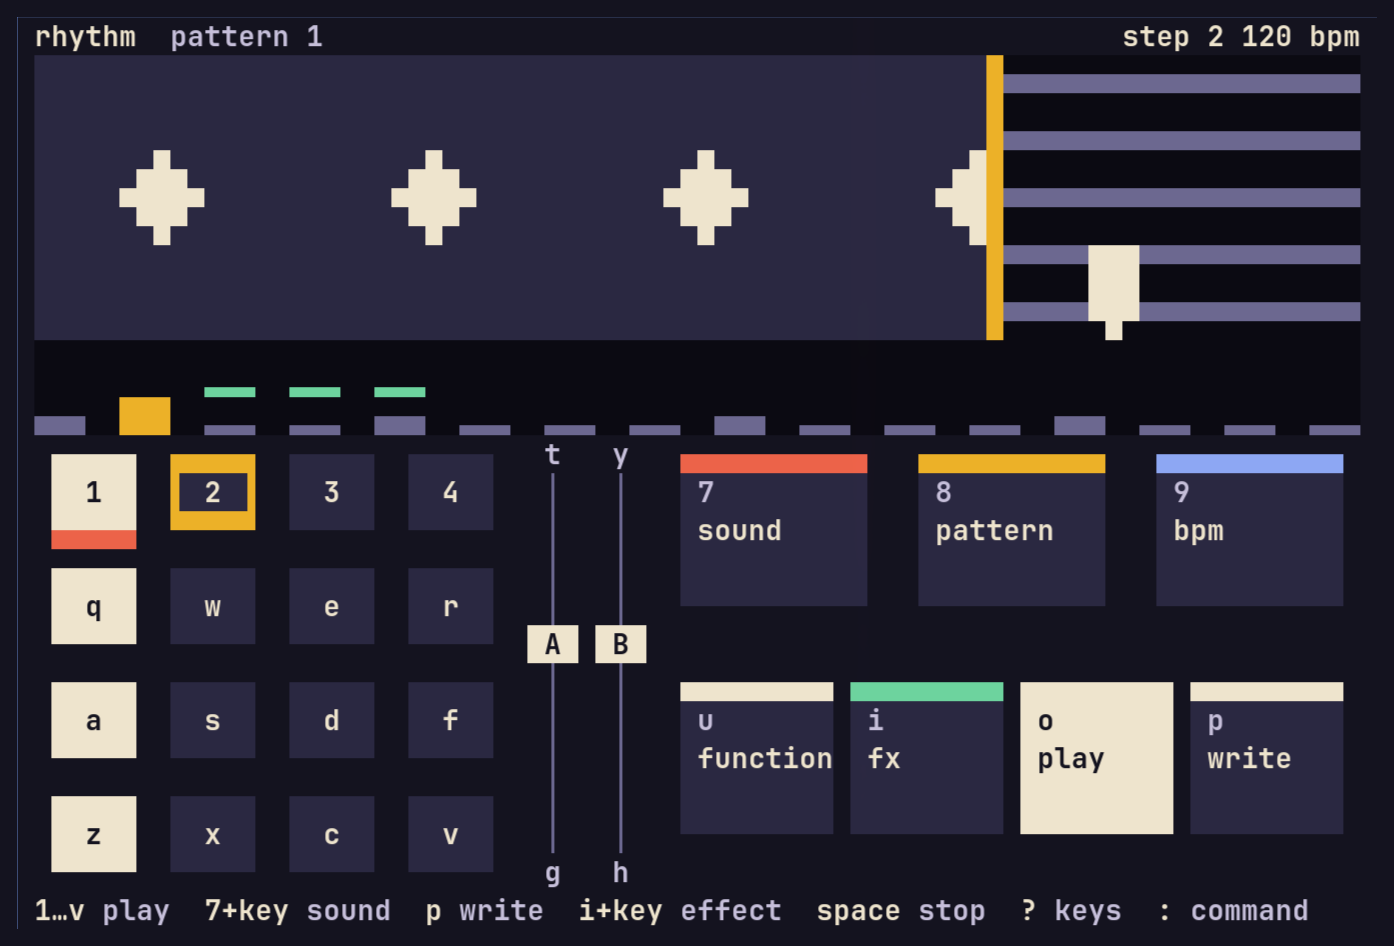 rhythm pattern 1 step 2 120 bpm
t y
1 2 3 4 7 8 9
sound pattern bpm
q w e r
A B
a s d f u i o p
function fx play write
z x c v
g h
1…v play 7+key sound p write i+key effect space stop ? keys : command